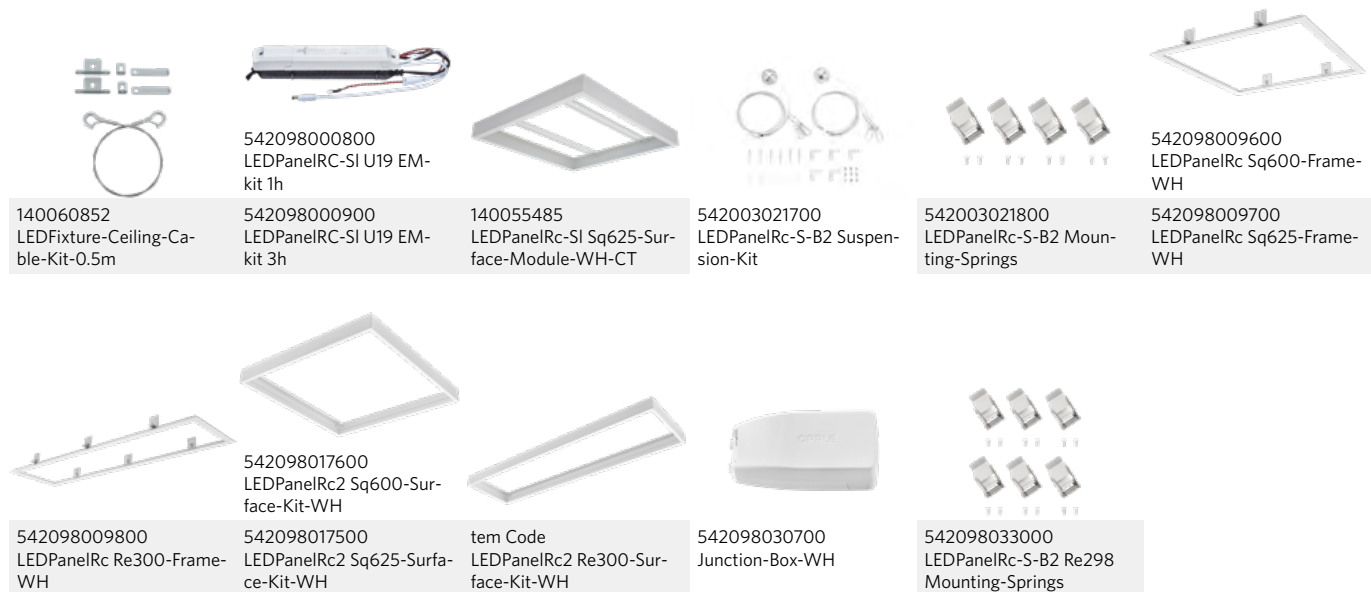 542098000800
LEDPanelRC-Sl U19 EM-
kit 1h
542098009600
LEDPanelRc Sq600-Frame-
WH
140060852
LEDFixture-Ceiling-Ca-
ble-Kit-0.5m
542098000900
LEDPanelRC-Sl U19 EM-
kit 3h
140055485
LEDPanelRc-Sl Sq625-Sur-
face-Module-WH-CT
542003021700
LEDPanelRc-S-B2 Suspen-
sion-Kit
542003021800
LEDPanelRc-S-B2 Moun-
ting-Springs
542098009700
LEDPanelRc Sq625-Frame-
WH
542098017600
LEDPanelRc2 Sq600-Sur-
face-Kit-WH
OPPLE
542098009800
LEDPanelRc Re300-Frame-
WH
542098017500
LEDPanelRc2 Sq625-Surfa-
ce-Kit-WH
tem Code
LEDPanelRc2 Re300-Sur-
face-Kit-WH
542098030700
Junction-Box-WH
542098033000
LEDPanelRc-S-B2 Re298
Mounting-Springs